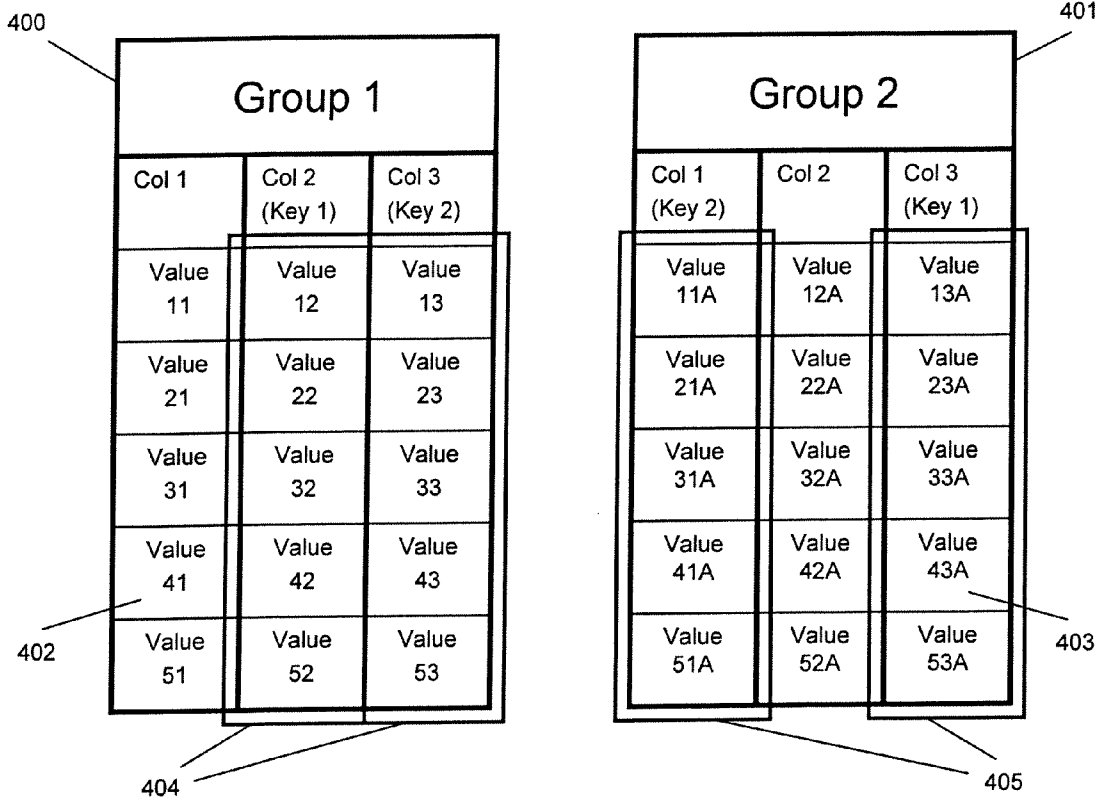 400
401
Group 1
Col 1
Col 2
(Key 1)
Col 3
(Key 2)
Value
11
Value
12
Value
13
Value
21
Value
22
Value
23
Value
31
Value
32
Value
33
Value
41
Value
42
Value
43
Value
51
Value
52
Value
53
402
404
Group 2
Col 1
(Key 2)
Col 2
Col 3
(Key 1)
Value
11A
Value
12A
Value
13A
Value
21A
Value
22A
Value
23A
Value
31A
Value
32A
Value
33A
Value
41A
Value
42A
Value
43A
Value
51A
Value
52A
Value
53A
403
405